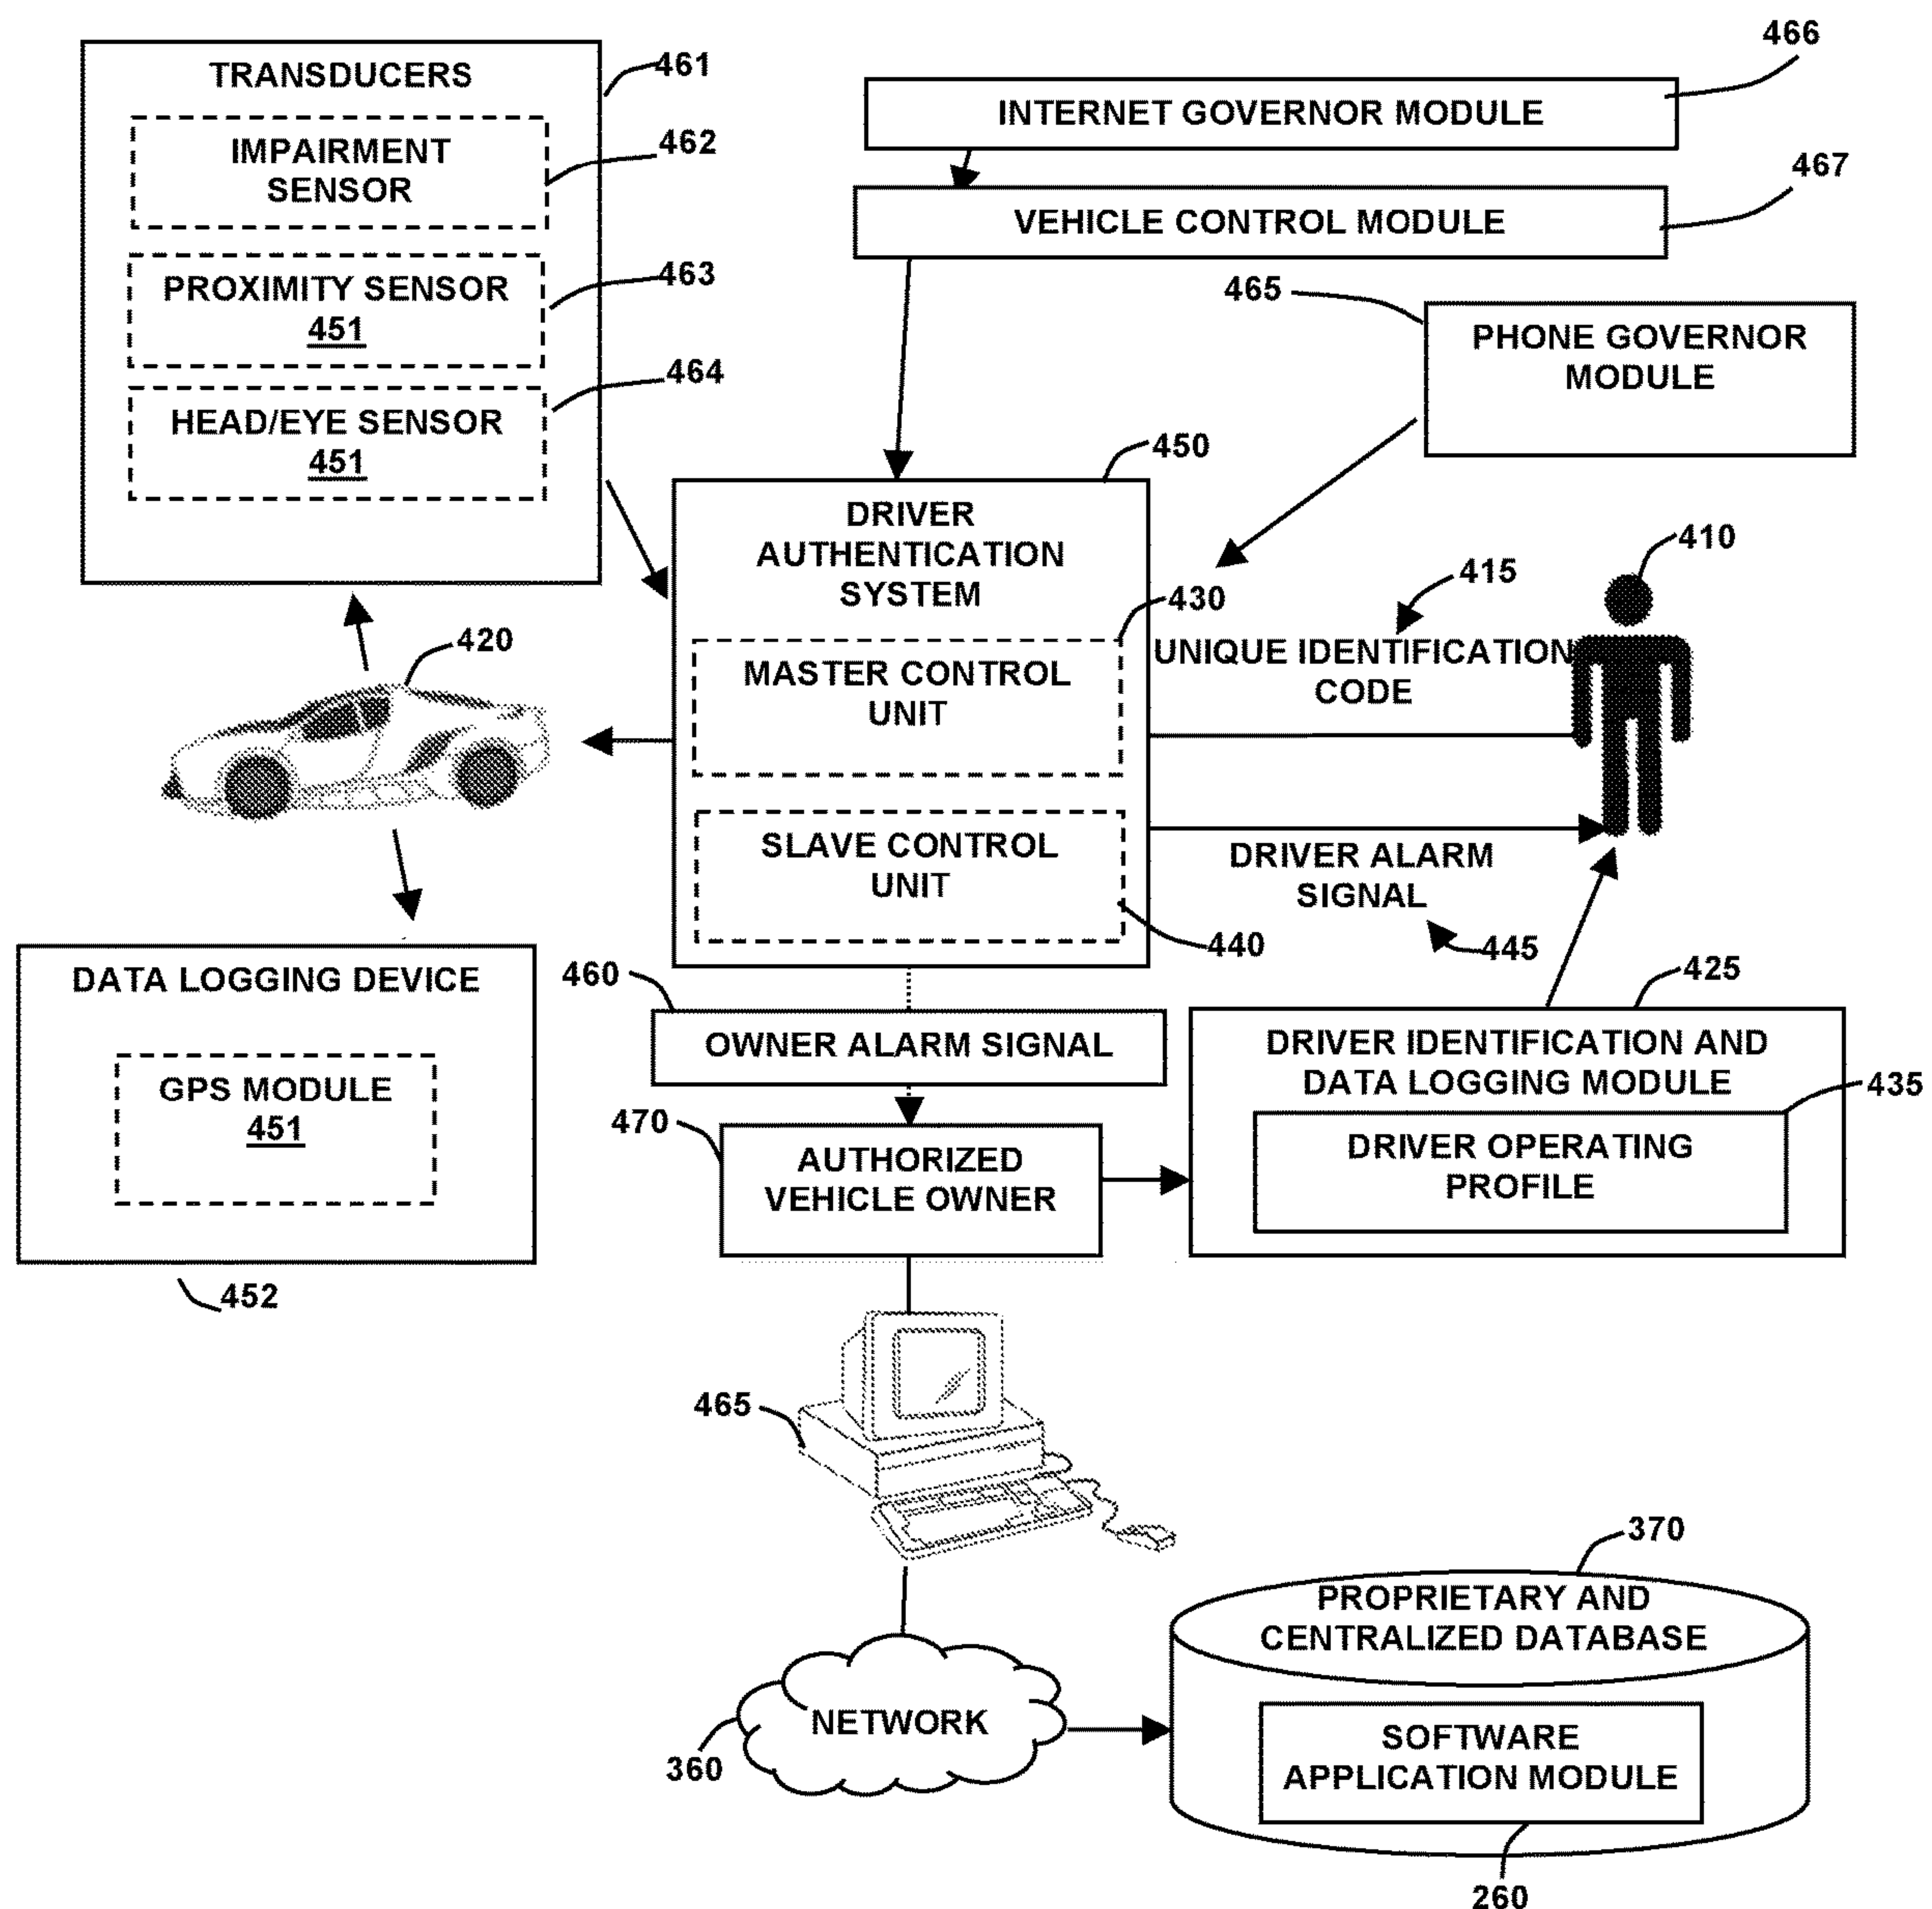 TRANSDUCERS
461
IMPAIRMENT
SENSOR
462
PROXIMITY SENSOR
451
463
HEAD/EYE SENSOR
451
464
466
INTERNET GOVERNOR MODULE
467
VEHICLE CONTROL MODULE
465
PHONE GOVERNOR
MODULE
450
DRIVER
AUTHENTICATION
SYSTEM
430
MASTER CONTROL
UNIT
SLAVE CONTROL
UNIT
440
410
415
UNIQUE IDENTIFICATION
CODE
DRIVER ALARM
SIGNAL
445
420
DATA LOGGING DEVICE
GPS MODULE
451
452
460
OWNER ALARM SIGNAL
470
AUTHORIZED
VEHICLE OWNER
425
DRIVER IDENTIFICATION AND
DATA LOGGING MODULE
435
DRIVER OPERATING
PROFILE
465
NETWORK
360
370
PROPRIETARY AND
CENTRALIZED DATABASE
SOFTWARE
APPLICATION MODULE
260